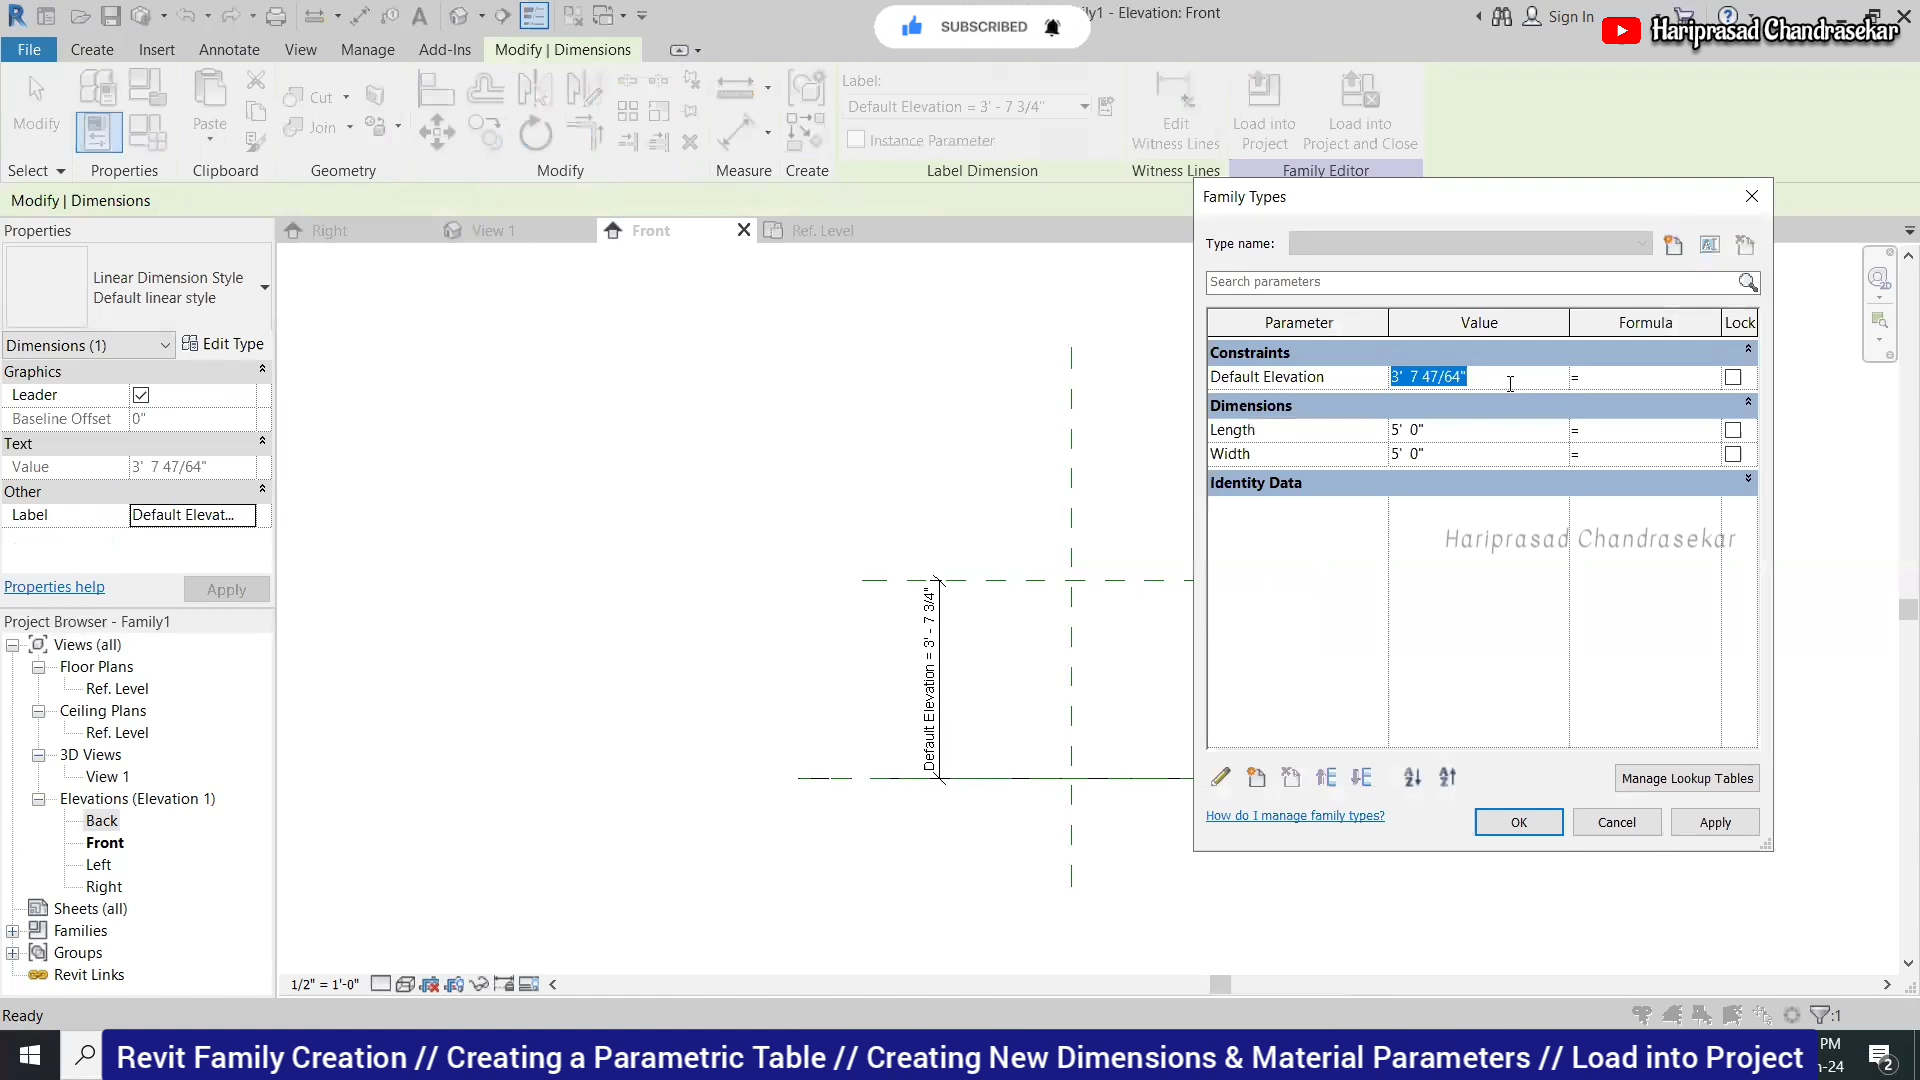 SUBSCRIBED
y1 - Elevation: Front
Sign In
Hariprasad Chandrasekar
File
Create
Insert
Annotate
View
Manage
Add-Ins
Modify | Dimensions
Modify
Paste
Cut
Join
Label:
Default Elevation = 3' - 7 3/4"
Instance Parameter
Edit
Witness Lines
Load into
Project
Load into
Project and Close
Select
Properties
Clipboard
Geometry
Modify
Measure
Create
Label Dimension
Witness Lines
Family Editor
Modify | Dimensions
Properties
Right
View 1
Front
Ref. Level
Linear Dimension Style
Default linear style
Dimensions (1)
Edit Type
Graphics
Leader
Baseline Offset
0"
Text
Value
3' 7 47/64"
Other
Label
Default Elevat...
Properties help
Apply
Project Browser - Family1
Views (all)
Floor Plans
Ref. Level
Ceiling Plans
Ref. Level
3D Views
View 1
Elevations (Elevation 1)
Back
Front
Left
Right
Sheets (all)
Families
Groups
Revit Links
Default Elevation = 3' - 7 3/4"
Family Types
Type name:
Search parameters
Parameter
Value
Formula
Lock
Constraints
Default Elevation
3' 7 47/64"
=
Dimensions
Length
5' 0"
=
Width
5' 0"
=
Identity Data
Hariprasad Chandrasekar
Manage Lookup Tables
How do I manage family types?
OK
Cancel
Apply
1/2" = 1'-0"
Ready
:1
Revit Family Creation // Creating a Parametric Table // Creating New Dimensions & Material Parameters // Load into Project
PM
-24
2